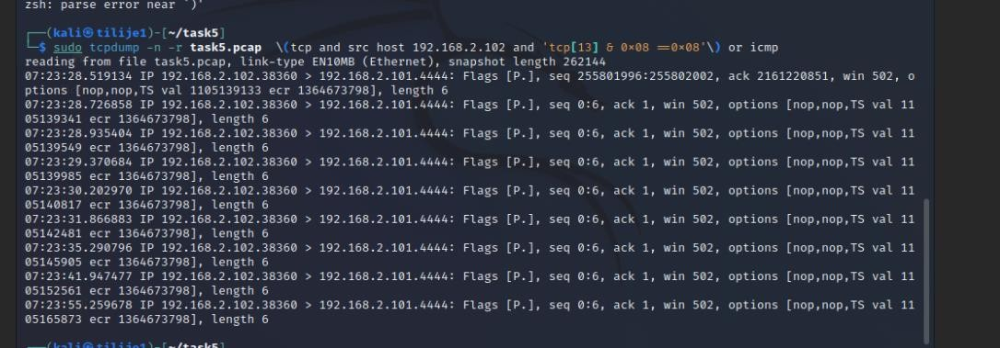 zsh: parse error near `)'
┌──(kali㉿tilije1)-[~/task5]
└─$ sudo tcpdump -n -r task5.pcap  \(tcp and src host 192.168.2.102 and 'tcp[13] & 0×08 ==0×08'\) or icmp
reading from file task5.pcap, link-type EN10MB (Ethernet), snapshot length 262144
07:23:28.519134 IP 192.168.2.102.38360 > 192.168.2.101.4444: Flags [P.], seq 255801996:255802002, ack 2161220851, win 502, o
ptions [nop,nop,TS val 1105139133 ecr 1364673798], length 6
07:23:28.726858 IP 192.168.2.102.38360 > 192.168.2.101.4444: Flags [P.], seq 0:6, ack 1, win 502, options [nop,nop,TS val 11
05139341 ecr 1364673798], length 6
07:23:28.935404 IP 192.168.2.102.38360 > 192.168.2.101.4444: Flags [P.], seq 0:6, ack 1, win 502, options [nop,nop,TS val 11
05139549 ecr 1364673798], length 6
07:23:29.370684 IP 192.168.2.102.38360 > 192.168.2.101.4444: Flags [P.], seq 0:6, ack 1, win 502, options [nop,nop,TS val 11
05139985 ecr 1364673798], length 6
07:23:30.202970 IP 192.168.2.102.38360 > 192.168.2.101.4444: Flags [P.], seq 0:6, ack 1, win 502, options [nop,nop,TS val 11
05140817 ecr 1364673798], length 6
07:23:31.866883 IP 192.168.2.102.38360 > 192.168.2.101.4444: Flags [P.], seq 0:6, ack 1, win 502, options [nop,nop,TS val 11
05142481 ecr 1364673798], length 6
07:23:35.290796 IP 192.168.2.102.38360 > 192.168.2.101.4444: Flags [P.], seq 0:6, ack 1, win 502, options [nop,nop,TS val 11
05145905 ecr 1364673798], length 6
07:23:41.947477 IP 192.168.2.102.38360 > 192.168.2.101.4444: Flags [P.], seq 0:6, ack 1, win 502, options [nop,nop,TS val 11
05152561 ecr 1364673798], length 6
07:23:55.259678 IP 192.168.2.102.38360 > 192.168.2.101.4444: Flags [P.], seq 0:6, ack 1, win 502, options [nop,nop,TS val 11
05165873 ecr 1364673798], length 6
┌──(kali㉿tilije1)-[~/task5]